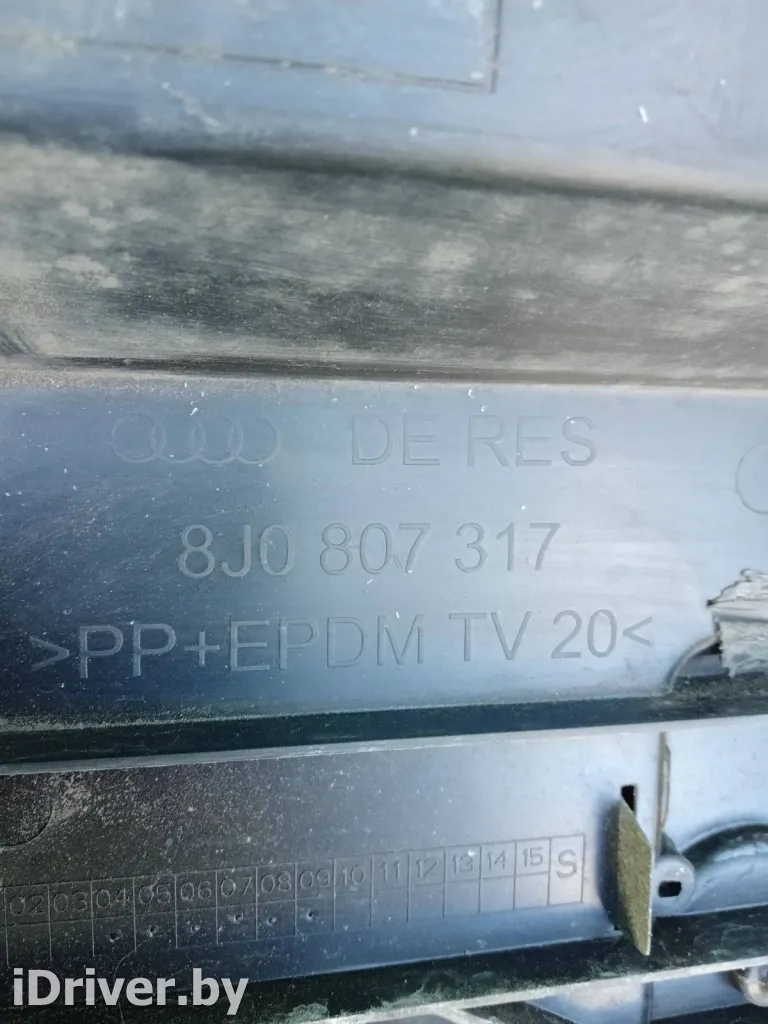 DE RES
8J0 807 317
>PP+EPDM TV 20<
02 03 04 05 06 07 08 09 10 11 12 13 14 15 S
iDriver.by